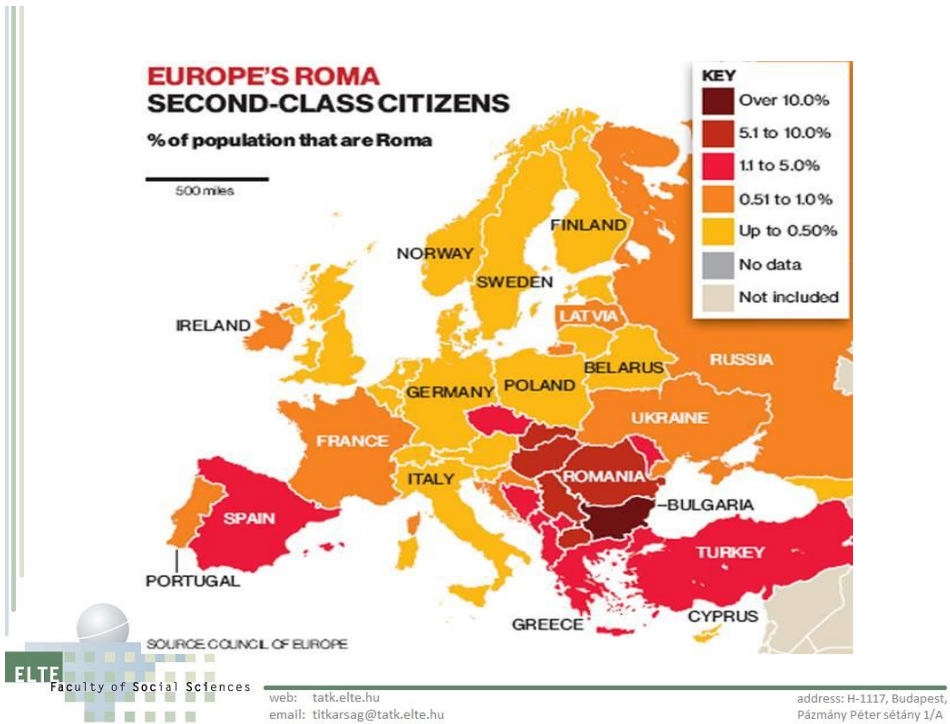 EUROPE'S ROMA
SECOND-CLASS CITIZENS
% of population that are Roma
500 miles
KEY
Over 10.0%
5.1 to 10.0%
1.1 to 5.0%
0.51 to 1.0%
Up to 0.50%
No data
Not included
FINLAND
NORWAY
SWEDEN
IRELAND
LATVIA
RUSSIA
BELARUS
GERMANY
POLAND
UKRAINE
FRANCE
ROMANIA
ITALY
BULGARIA
SPAIN
TURKEY
PORTUGAL
GREECE
CYPRUS
SOURCE COUNCIL OF EUROPE
ELTE
Faculty of Social Sciences
web: tatk.elte.hu
email: titkarsag@tatk.elte.hu
address: H-1117, Budapest,
Pázmány Péter sétány 1/A